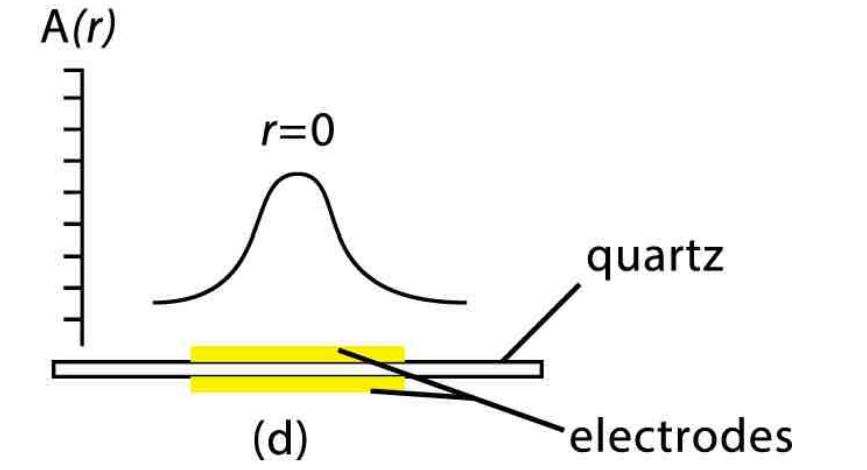 A(r)
r=0
quartz
(d)
electrodes